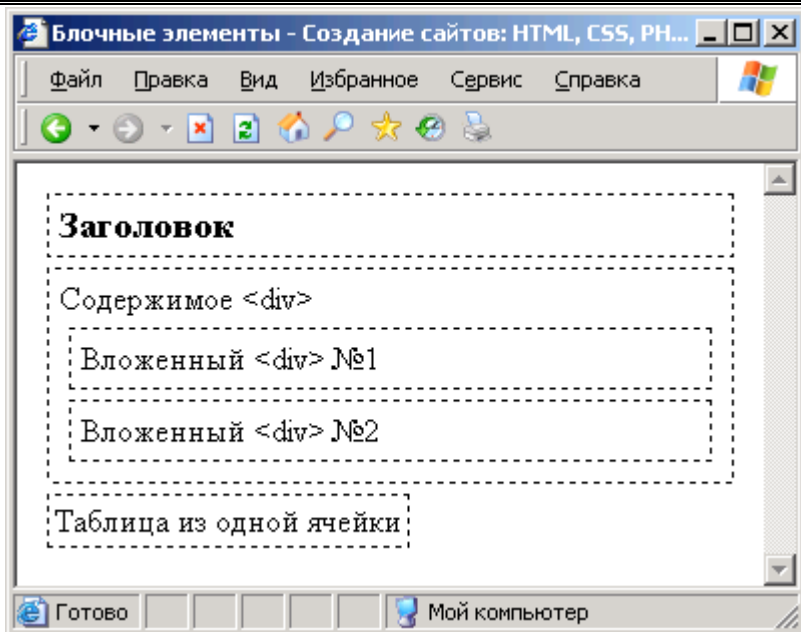 Блочные элементы - Создание сайтов: HTML, CSS, PH...
Файл Правка Вид Избранное Сервис Справка
Заголовок
Содержимое <div>
Вложенный <div> №1
Вложенный <div> №2
Таблица из одной ячейки
Готово Мой компьютер